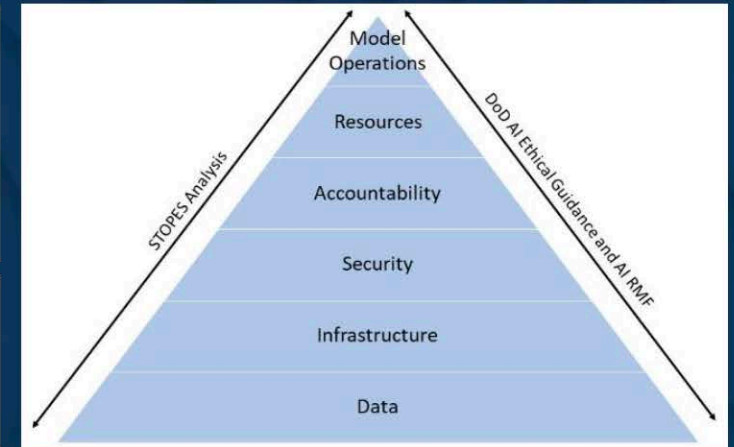 Model
Operations
Resources
Accountability
Security
Infrastructure
Data
STOPES Analysis
DoD AI Ethical Guidance and AI RMF